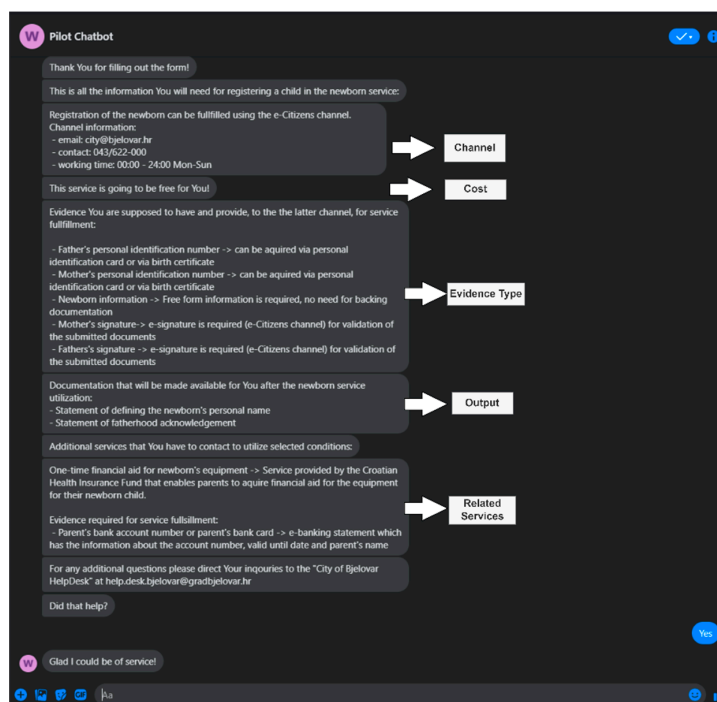 W Pilot Chatbot
Thank You for filling out the form!
This is all the information You will need for registering a child in the newborn service:
Registration of the newborn can be fullfilled using the e-Citizens channel.
Channel information:
- email: city@bjelovar.hr
- contact: 043/622-000
- working time: 00:00 - 24:00 Mon-Sun
Channel
This service is going to be free for You!
Cost
Evidence You are supposed to have and provide, to the the latter channel, for service
fullfillment:
- Father's personal identification number -> can be aquired via personal
identification card or via birth certificate
- Mother's personal identification number -> can be aquired via personal
identification card or via birth certificate
- Newborn information -> Free form information is required, no need for backing
documentation
- Mother's signature-> e-signature is required (e-Citizens channel) for validation of
the submitted documents
- Fathers's signature -> e-signature is required (e-Citizens channel) for validation of
the submitted documents
Evidence Type
Documentation that will be made available for You after the newborn service
utilization:
- Statement of defining the newborn's personal name
- Statement of fatherhood acknowledgement
Output
Additional services that You have to contact to utilize selected conditions:
One-time financial aid for newborn's equipment -> Service provided by the Croatian
Health Insurance Fund that enables parents to aquire financial aid for the equipment
for their newborn child.
Evidence required for service fullsillment:
- Parent's bank account number or parent's bank card -> e-banking statement which
has the information about the account number, valid until date and parent's name
Related
Services
For any additional questions please direct Your inqouries to the "City of Bjelovar
HelpDesk" at help.desk.bjelovar@gradbjelovar.hr
Did that help?
Yes
W Glad I could be of service!
GIF Aa